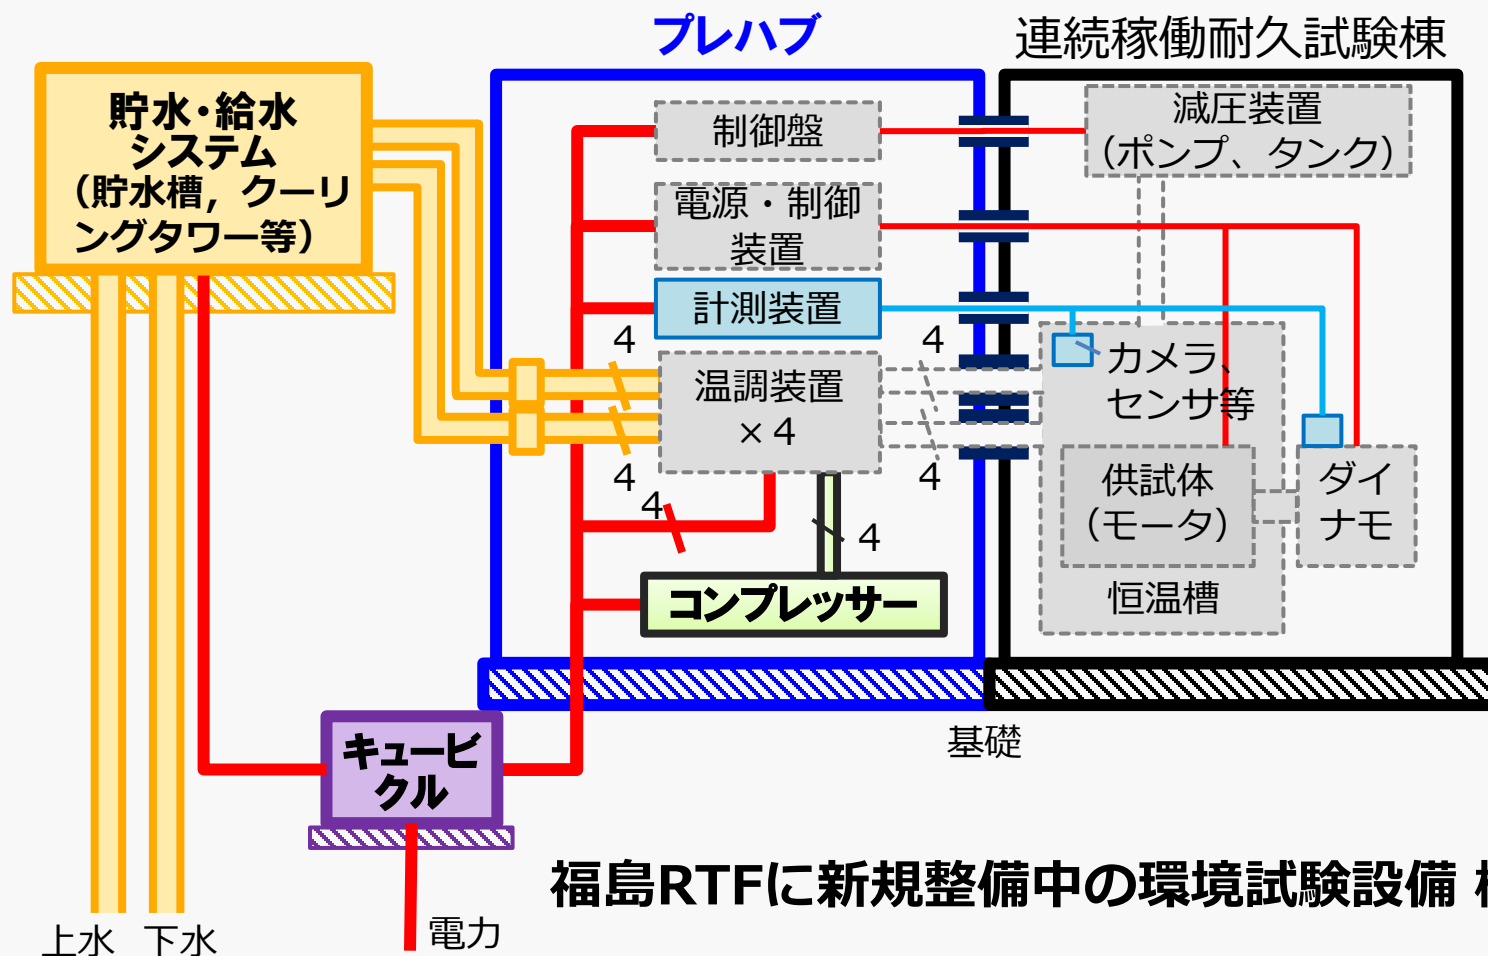 プレハブ
連続稼働耐久試験棟
貯水・給水
システム
（貯水槽，クーリ
ングタワー等）
制御盤
減圧装置
（ポンプ、タンク）
電源・制御
装置
計測装置
4
4
カメラ、
センサ等
温調装置
×４
4
4
4
供試体
（モータ）
ダイ
ナモ
4
コンプレッサー
恒温槽
基礎
キュービ
クル
福島RTFに新規整備中の環境試験設備
上水
下水
電力